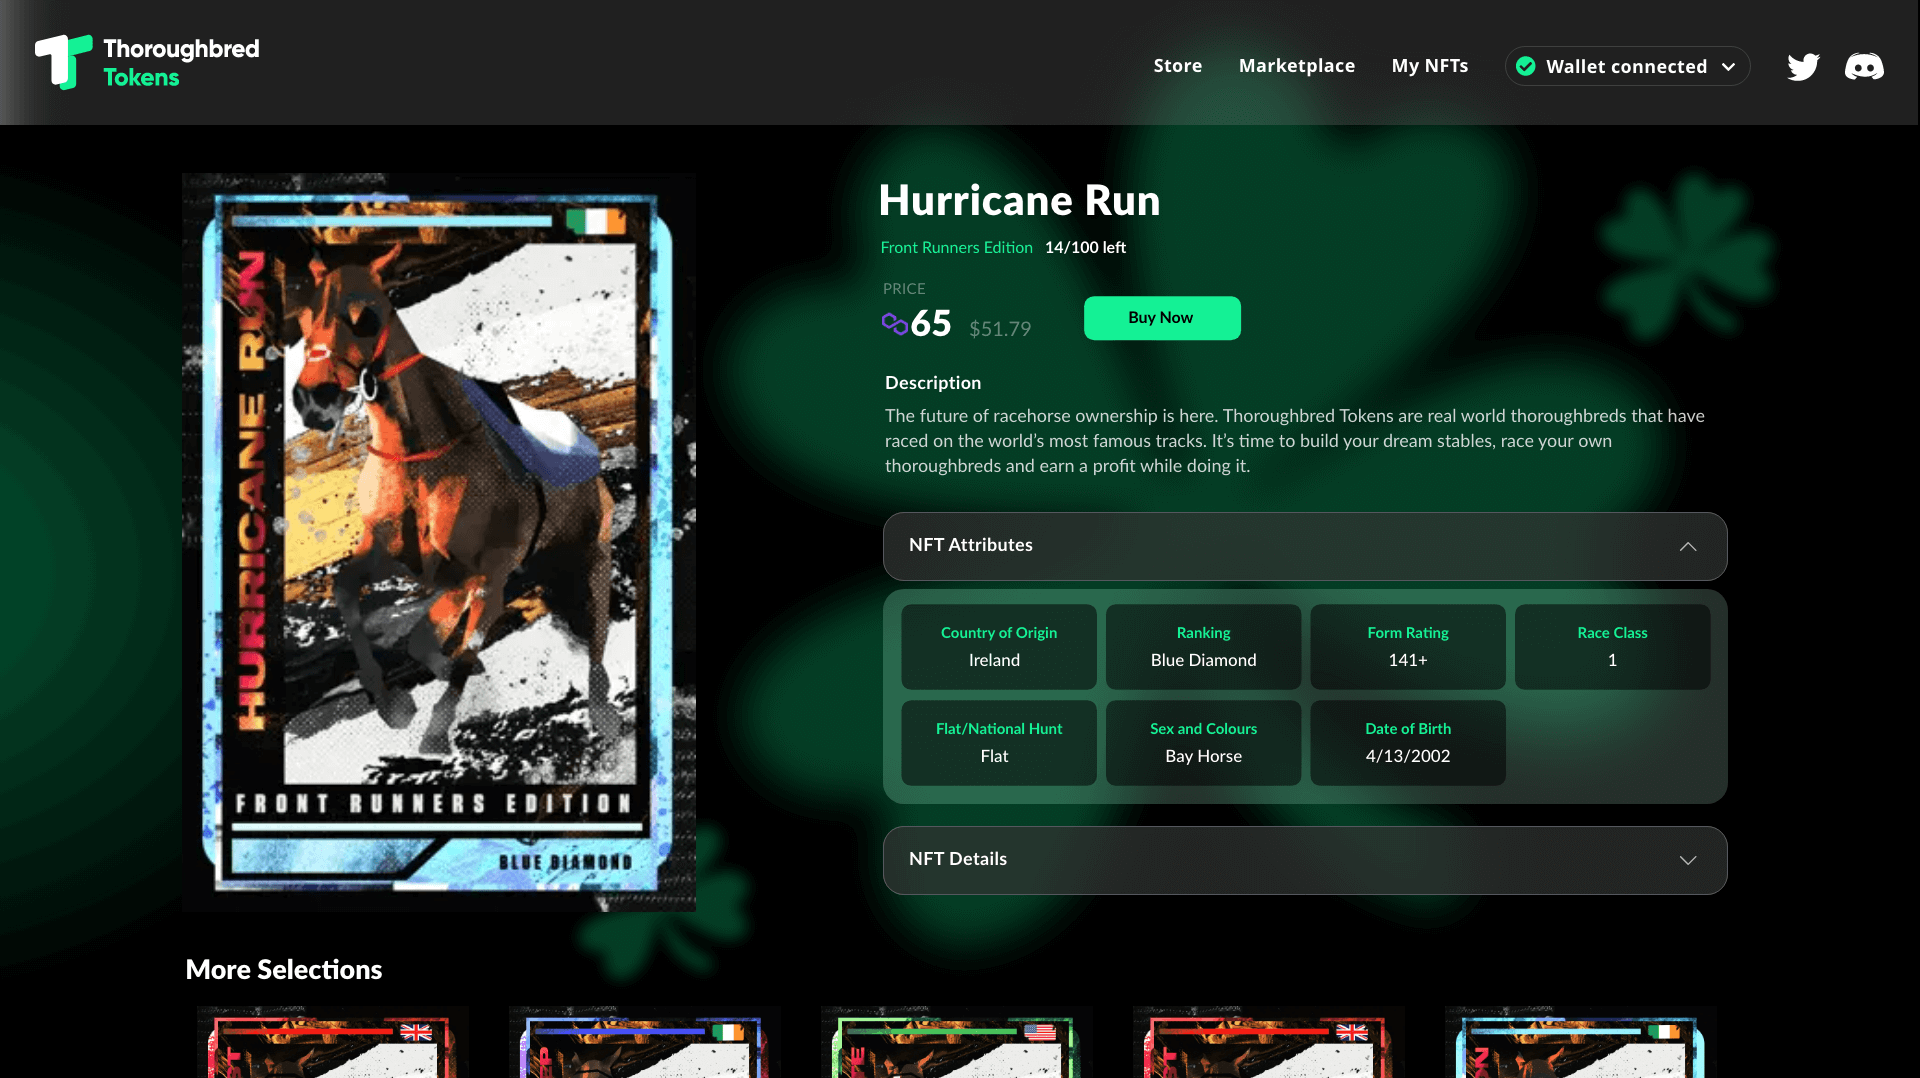 Thoroughbred
Tokens
Store
Marketplace
My NFTs
Wallet connected
HURRICANE RUN
FRONT RUNNERS EDITION
BLUE DIAMOND
Hurricane Run
Front Runners Edition 14/100 left
PRICE
65 $51.79
Buy Now
Description
The future of racehorse ownership is here. Thoroughbred Tokens are real world thoroughbreds that have
raced on the world’s most famous tracks. It’s time to build your dream stables, race your own
thoroughbreds and earn a profit while doing it.
NFT Attributes
Country of Origin
Ireland
Ranking
Blue Diamond
Form Rating
141+
Race Class
1
Flat/National Hunt
Flat
Sex and Colours
Bay Horse
Date of Birth
4/13/2002
NFT Details
More Selections